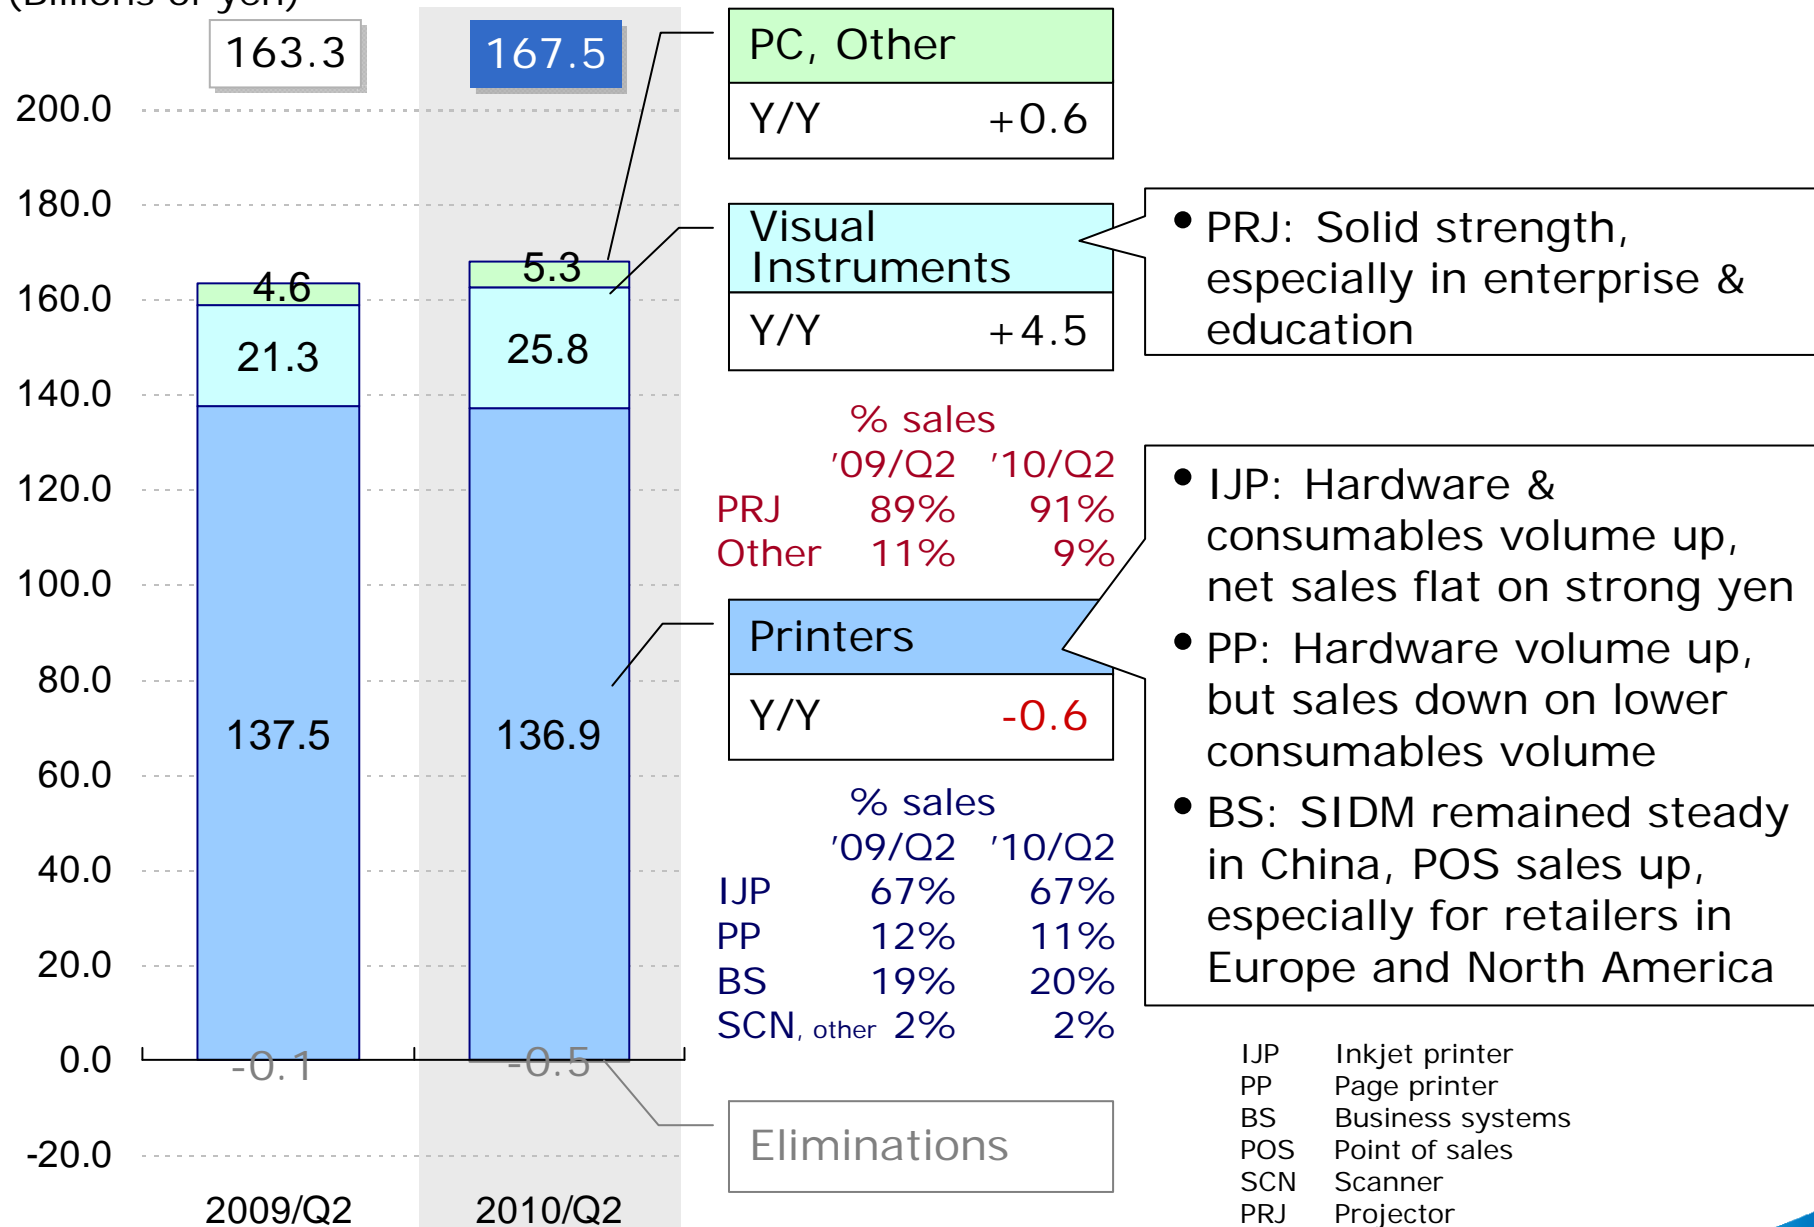 (Billions of yen)
163.3
167.5
200.0
180.0
160.0
140.0
120.0
100.0
80.0
60.0
40.0
20.0
0.0
-20.0
4.6
21.3
137.5
-0.1
5.3
25.8
136.9
-0.5
2009/Q2
2010/Q2
PC, Other
Y/Y +0.6
Visual
Instruments
Y/Y +4.5
% sales
'09/Q2 '10/Q2
PRJ 89% 91%
Other 11% 9%
Printers
Y/Y -0.6
% sales
'09/Q2 '10/Q2
IJP 67% 67%
PP 12% 11%
BS 19% 20%
SCN, other 2% 2%
Eliminations
• PRJ: Solid strength,
especially in enterprise &
education
• IJP: Hardware &
consumables volume up,
net sales flat on strong yen
• PP: Hardware volume up,
but sales down on lower
consumables volume
• BS: SIDM remained steady
in China, POS sales up,
especially for retailers in
Europe and North America
IJP Inkjet printer
PP Page printer
BS Business systems
POS Point of sales
SCN Scanner
PRJ Projector